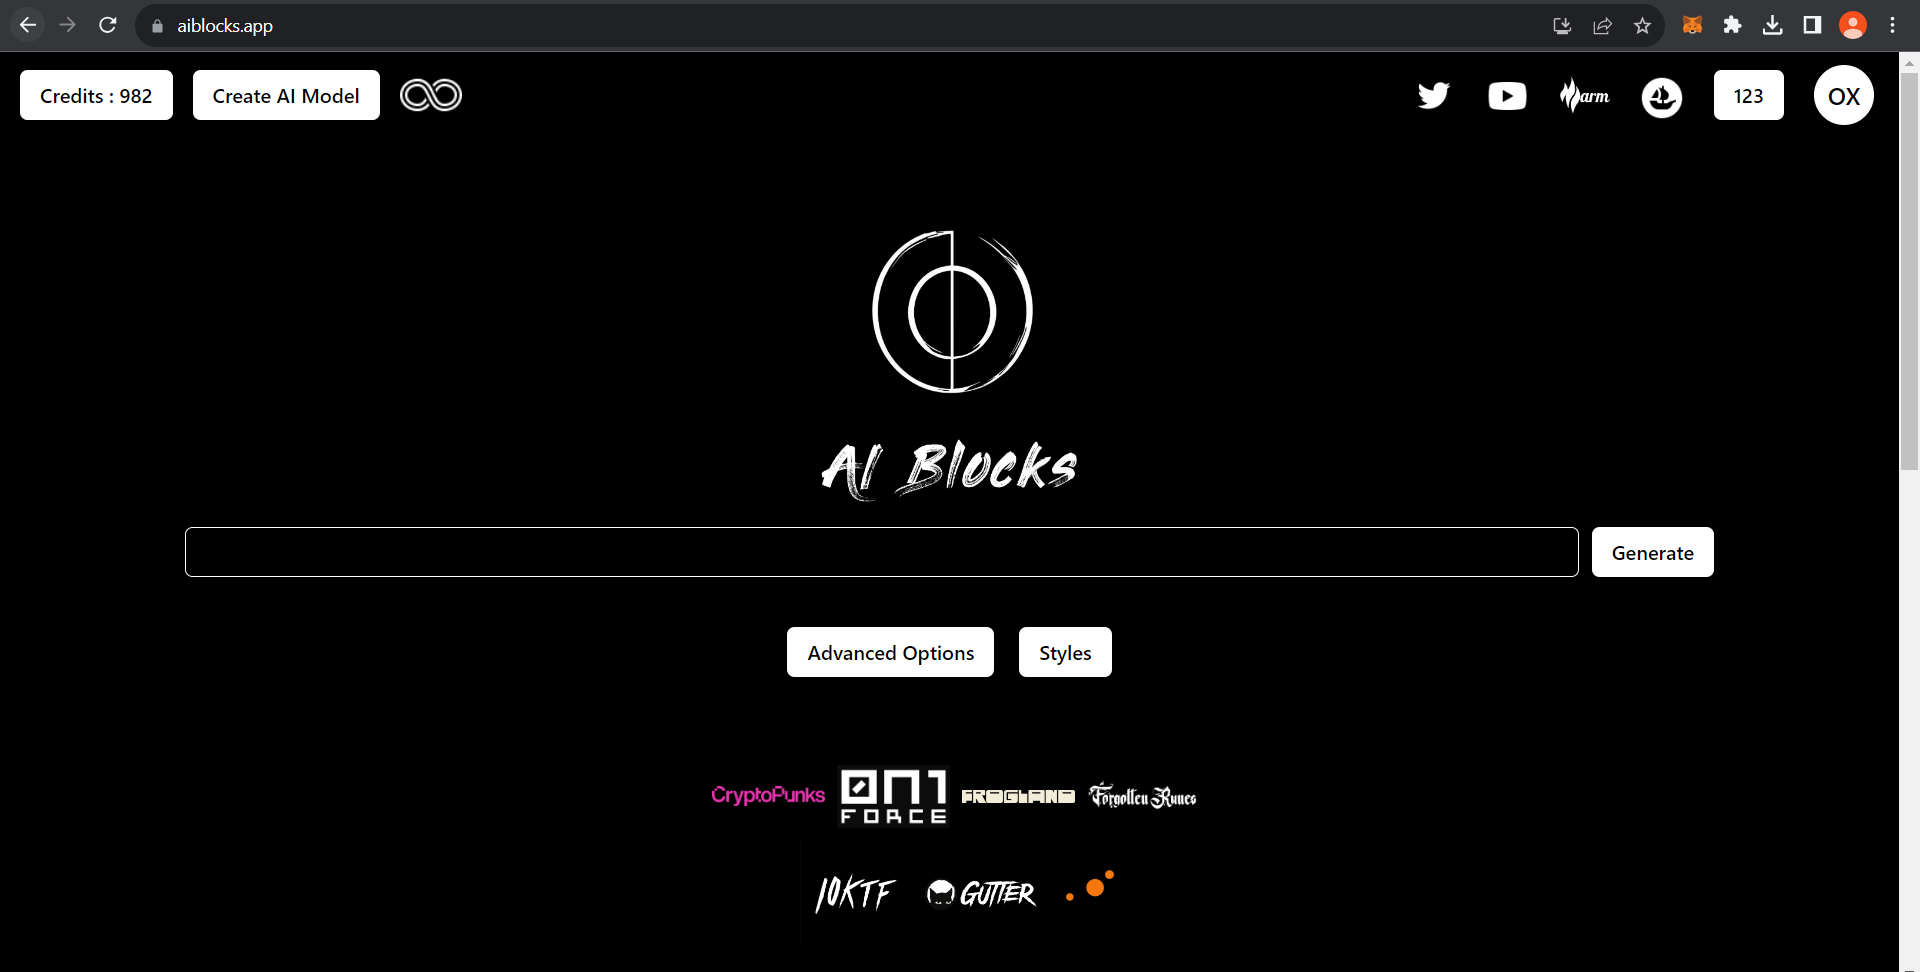 aiblocks.app
Credits : 982
Create AI Model
Warm
123
OX
AI Blocks
Generate
Advanced Options
Styles
CryptoPunks
0N1 FORCE
FROGLAND
Forgotten Runes
10KTF
GUTTER